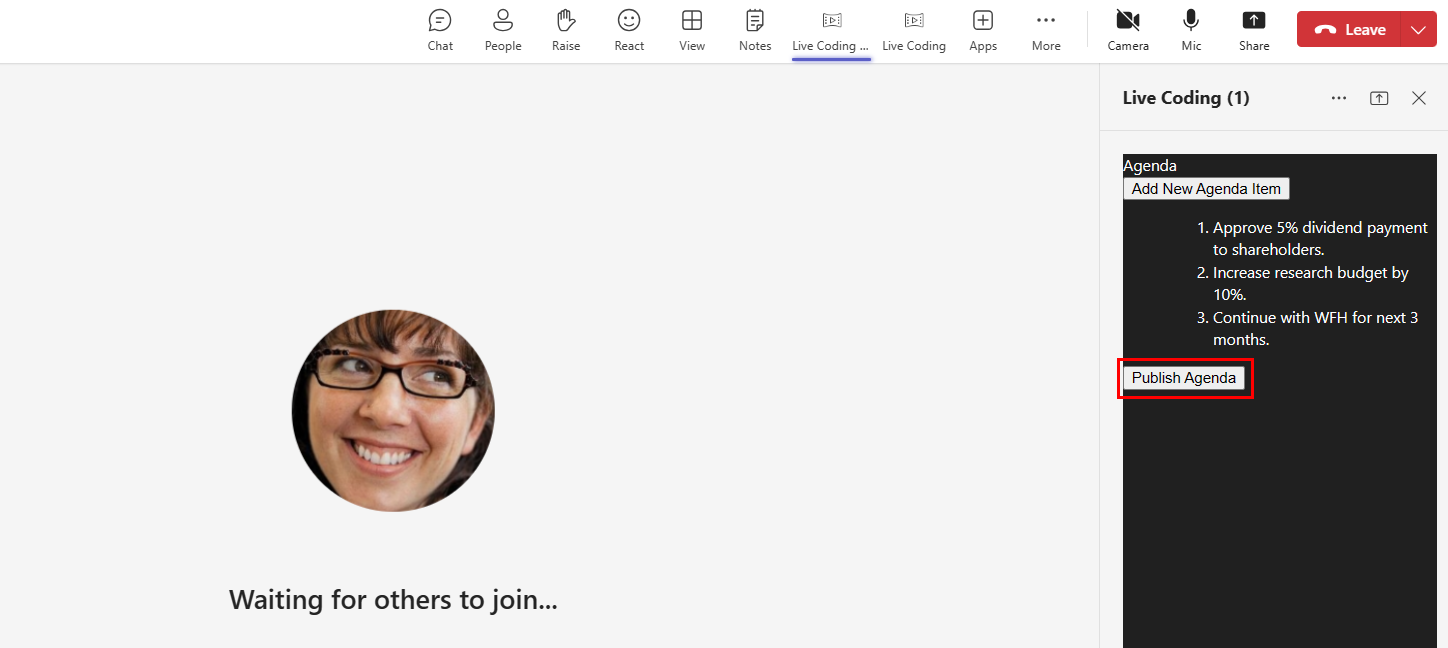 Chat
People
Raise
React
View
Notes
Live Coding ...
Live Coding
Apps
More
Camera
Mic
Share
Leave
Live Coding (1)
Agenda
Add New Agenda Item
1. Approve 5% dividend payment
to shareholders.
2. Increase research budget by
10%.
3. Continue with WFH for next 3
months.
Publish Agenda
Waiting for others to join...